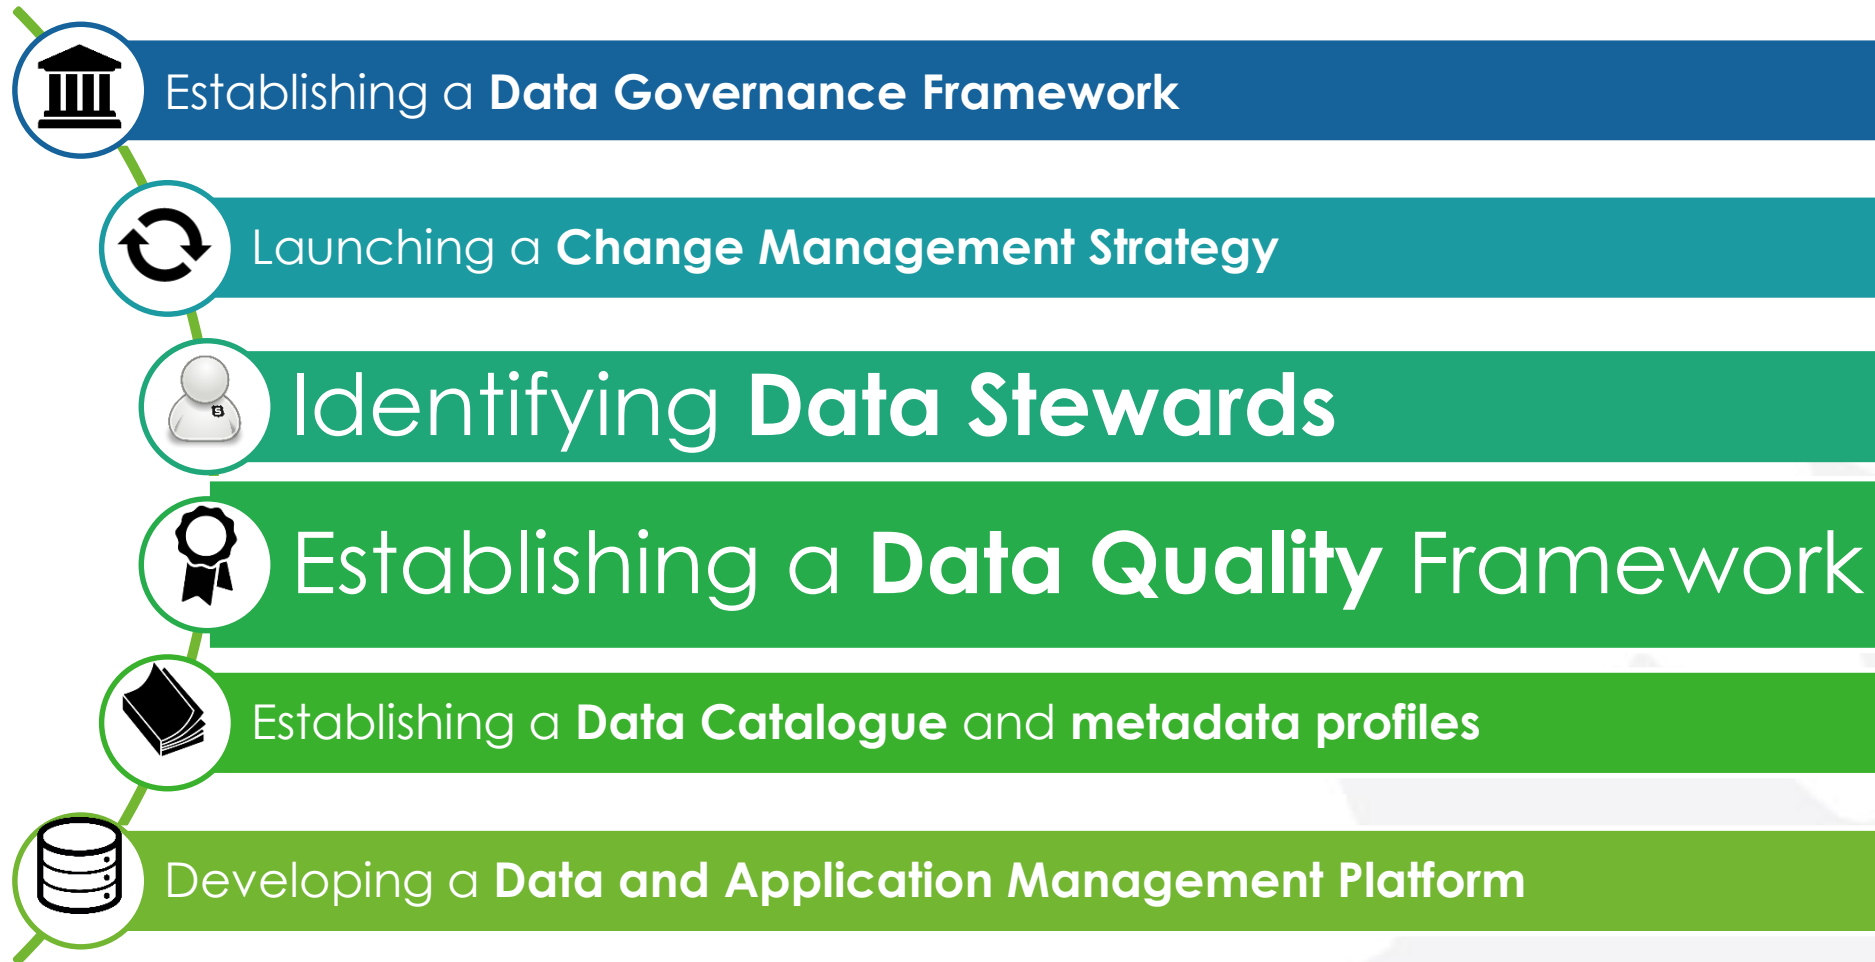 Establishing a Data Governance Framework
Launching a Change Management Strategy
Identifying Data Stewards
Establishing a Data Quality Framework
Establishing a Data Catalogue and metadata profiles
Developing a Data and Application Management Platform